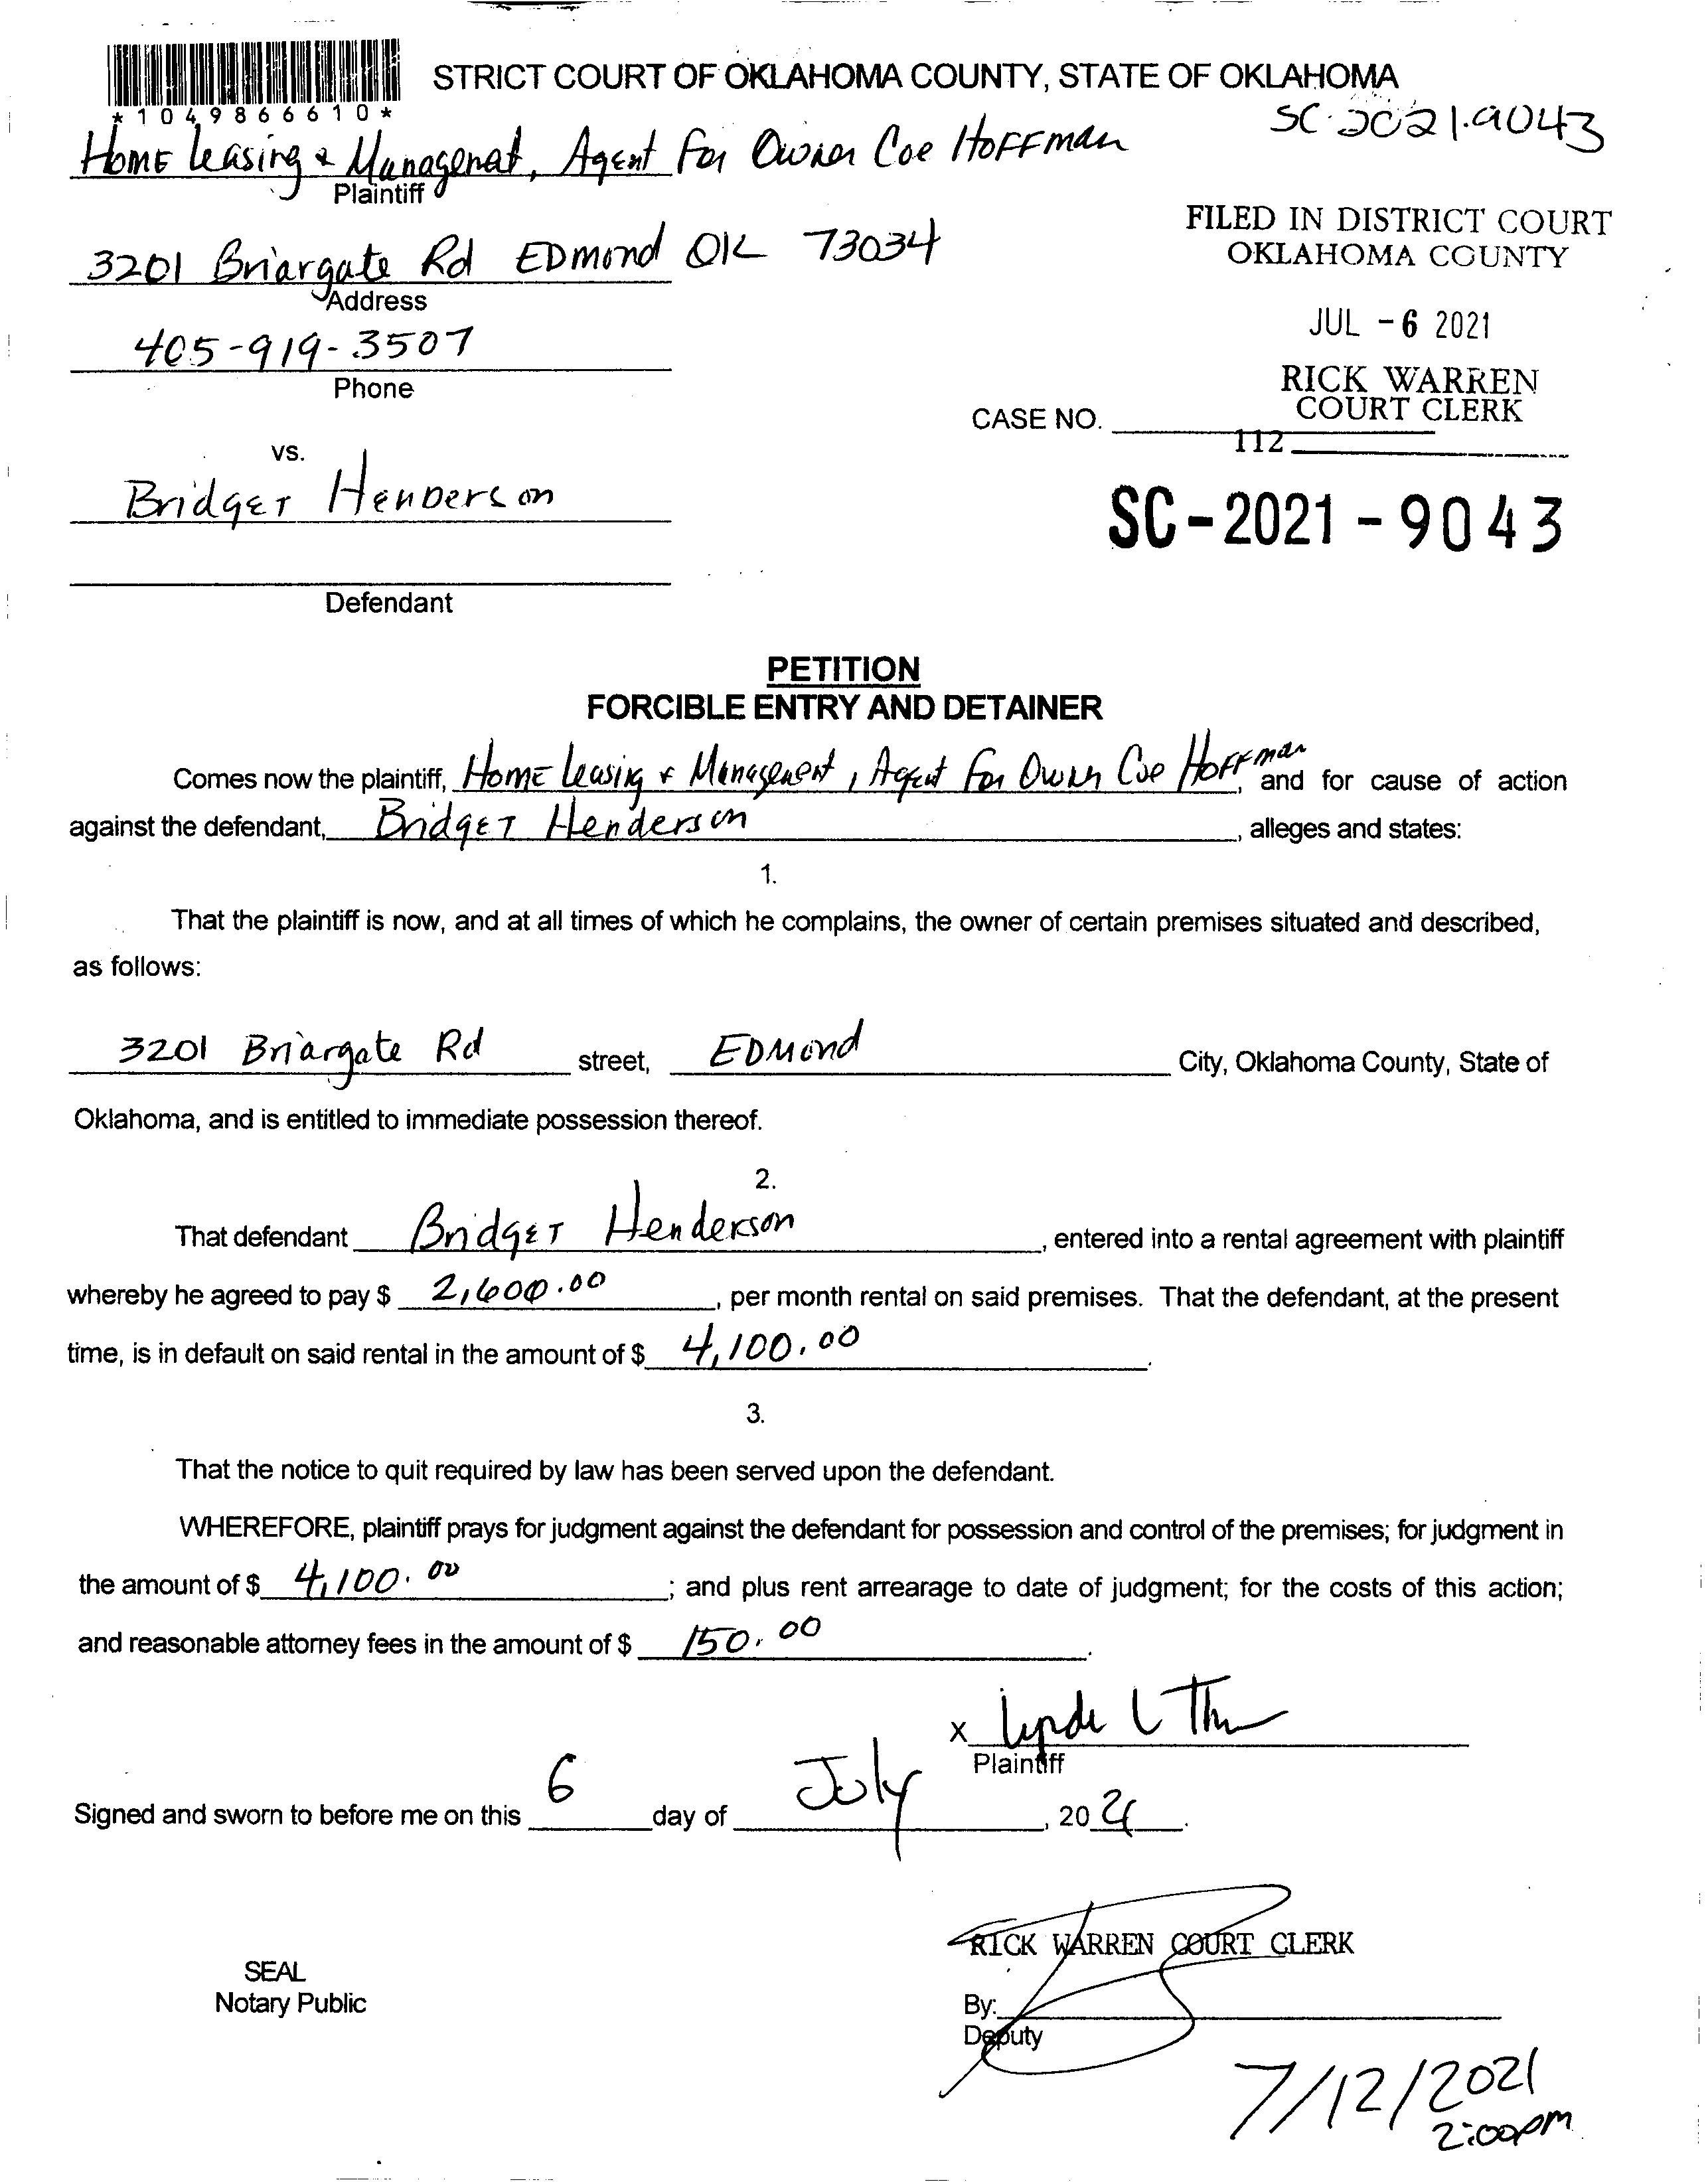 STRICT COURT OF OKLAHOMA COUNTY, STATE OF OKLAHOMA
*1049866610*
SC-2021-9043
Home Leasing & Managemet, Agent For Owner Coe Hoffman
Plaintiff
FILED IN DISTRICT COURT
OKLAHOMA COUNTY
3201 Briargate Rd Edmond OK 73034
Address
JUL - 6 2021
405-919-3507
Phone
RICK WARREN
COURT CLERK
CASE NO.
112
vs.
Bridget Henderson
SC - 2021 - 9043
Defendant
PETITION
FORCIBLE ENTRY AND DETAINER
Comes now the plaintiff, Home Leasing & Management, Agent For Owner Coe Hoffman, and for cause of action
against the defendant, Bridget Henderson, alleges and states:
1.
That the plaintiff is now, and at all times of which he complains, the owner of certain premises situated and described,
as follows:
3201 Briargate Rd street, Edmond City, Oklahoma County, State of
Oklahoma, and is entitled to immediate possession thereof.
2.
That defendant Bridget Henderson, entered into a rental agreement with plaintiff
whereby he agreed to pay $ 2,600.00, per month rental on said premises. That the defendant, at the present
time, is in default on said rental in the amount of $ 4,100.00.
3.
That the notice to quit required by law has been served upon the defendant.
WHEREFORE, plaintiff prays for judgment against the defendant for possession and control of the premises; for judgment in
the amount of $ 4,100.00; and plus rent arrearage to date of judgment; for the costs of this action;
and reasonable attorney fees in the amount of $ 150.00.
X
Plaintiff
Signed and sworn to before me on this 6 day of July, 2021.
RICK WARREN COURT CLERK
SEAL
Notary Public
By:
Deputy
7/12/2021
2:00pm